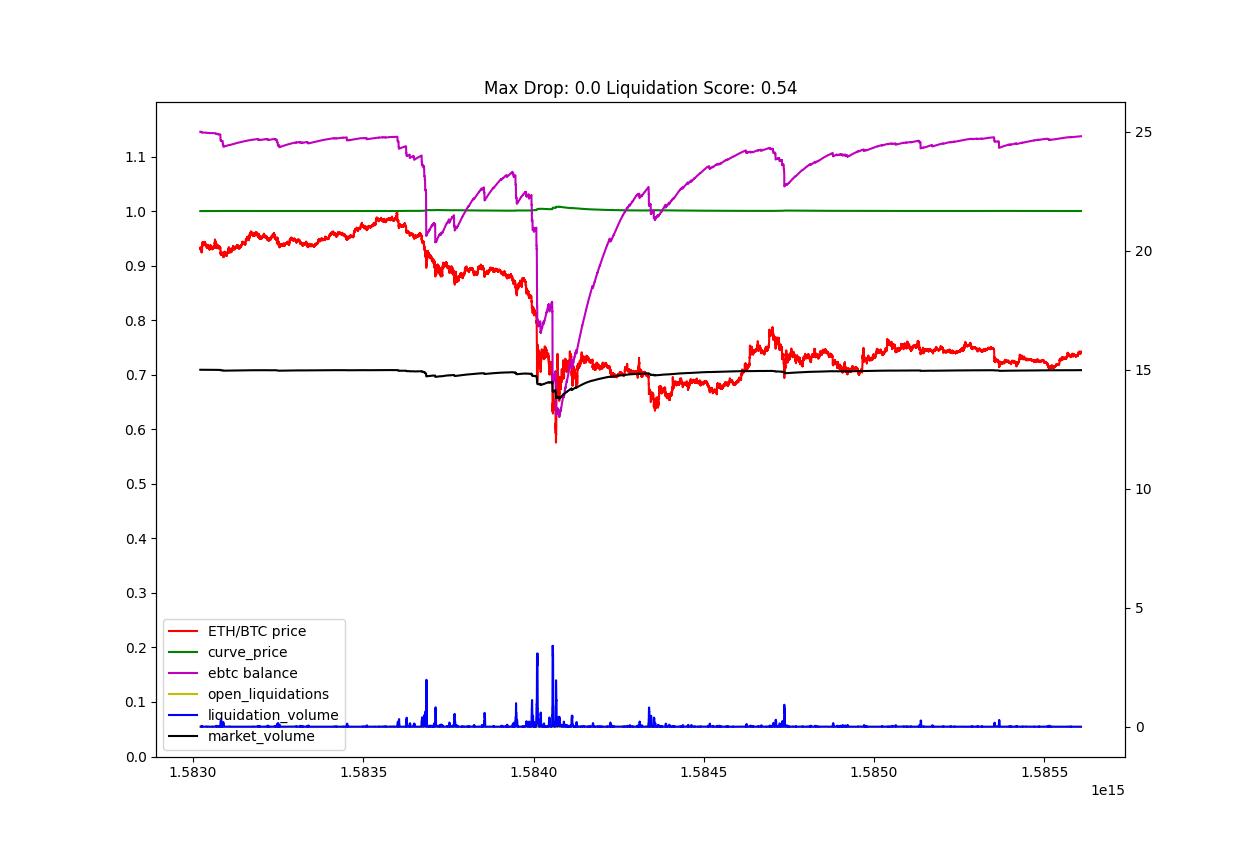 Max Drop: 0.0 Liquidation Score: 0.54
1.1
1.0
0.9
0.8
0.7
0.6
0.5
0.4
0.3
0.2
0.1
0.0
25
20
15
10
5
0
ETH/BTC price
curve_price
ebtc balance
open_liquidations
liquidation_volume
market_volume
1.5830 1.5835 1.5840 1.5845 1.5850 1.5855
1e15